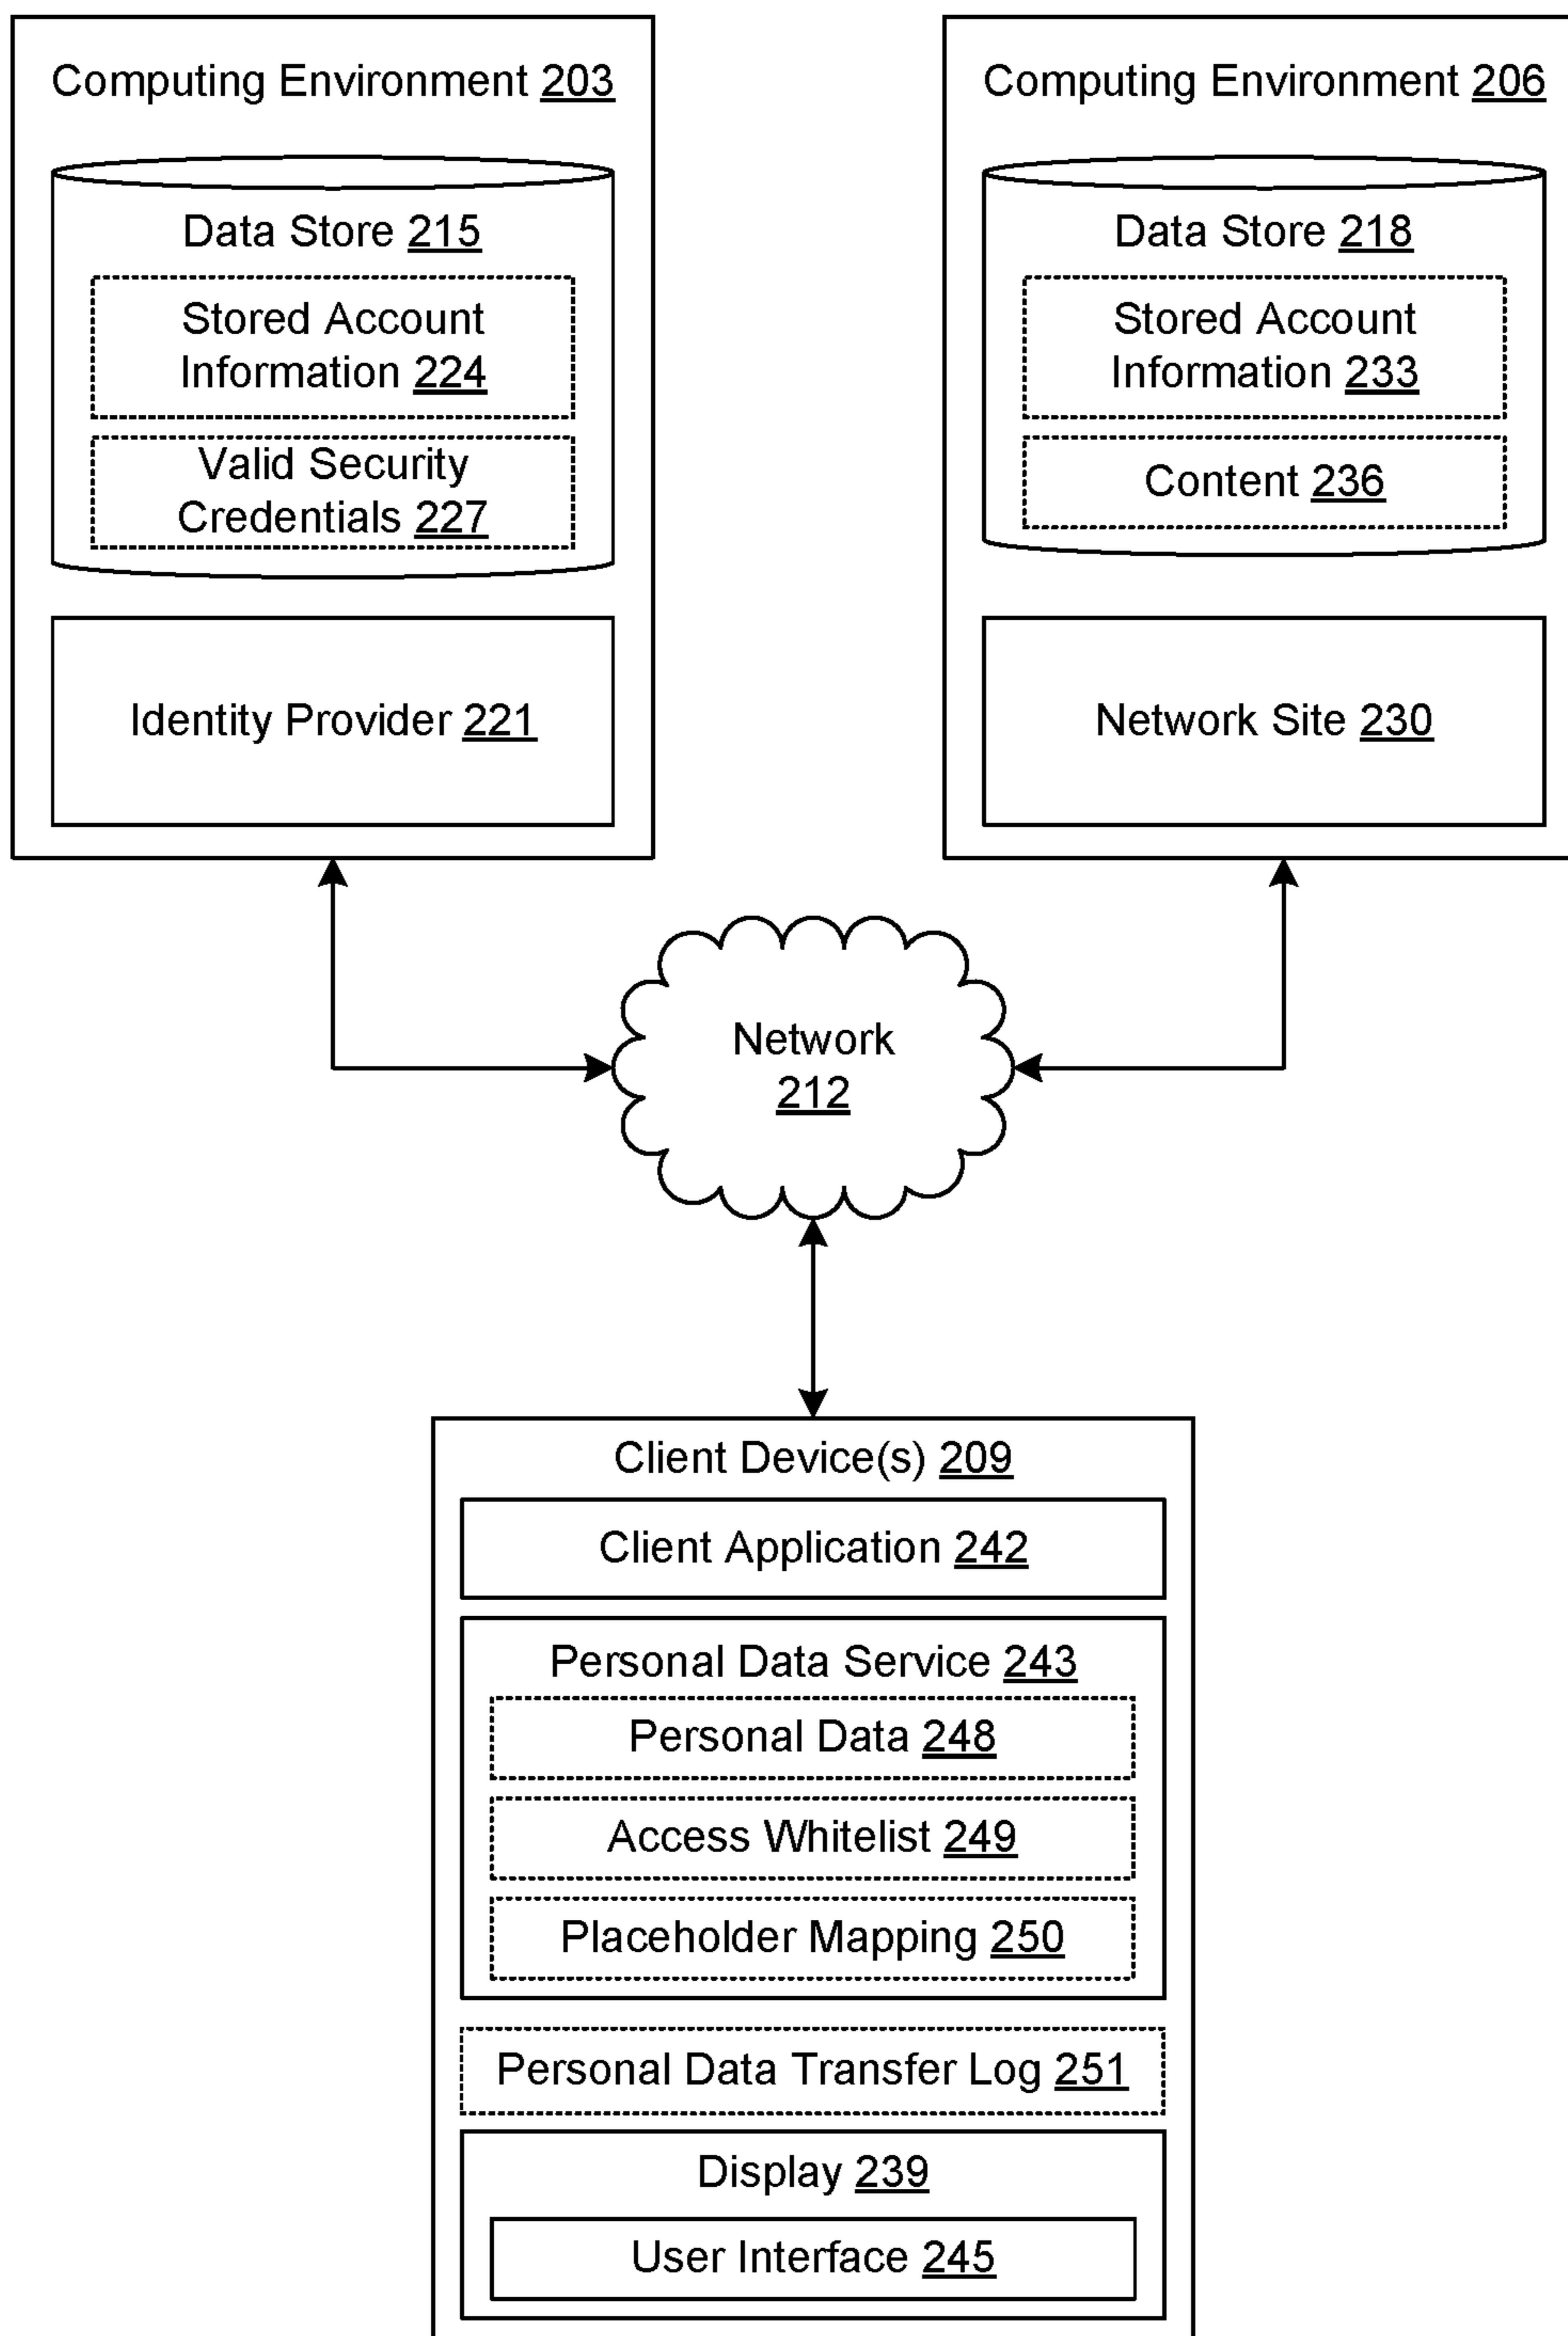 Computing Environment 203
Data Store 215
Stored Account
Information 224
Valid Security
Credentials 227
Identity Provider 221
Computing Environment 206
Data Store 218
Stored Account
Information 233
Content 236
Network Site 230
Network
212
Client Device(s) 209
Client Application 242
Personal Data Service 243
Personal Data 248
Access Whitelist 249
Placeholder Mapping 250
Personal Data Transfer Log 251
Display 239
User Interface 245